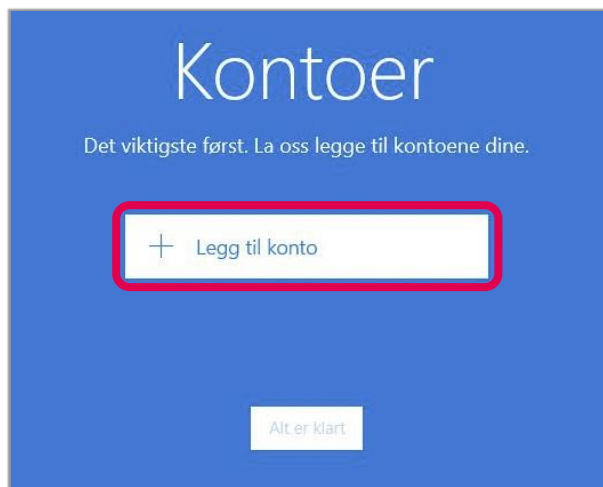 Kontoer
Det viktigste først. La oss legge til kontoene dine.
+ Legg til konto
Alt er klart